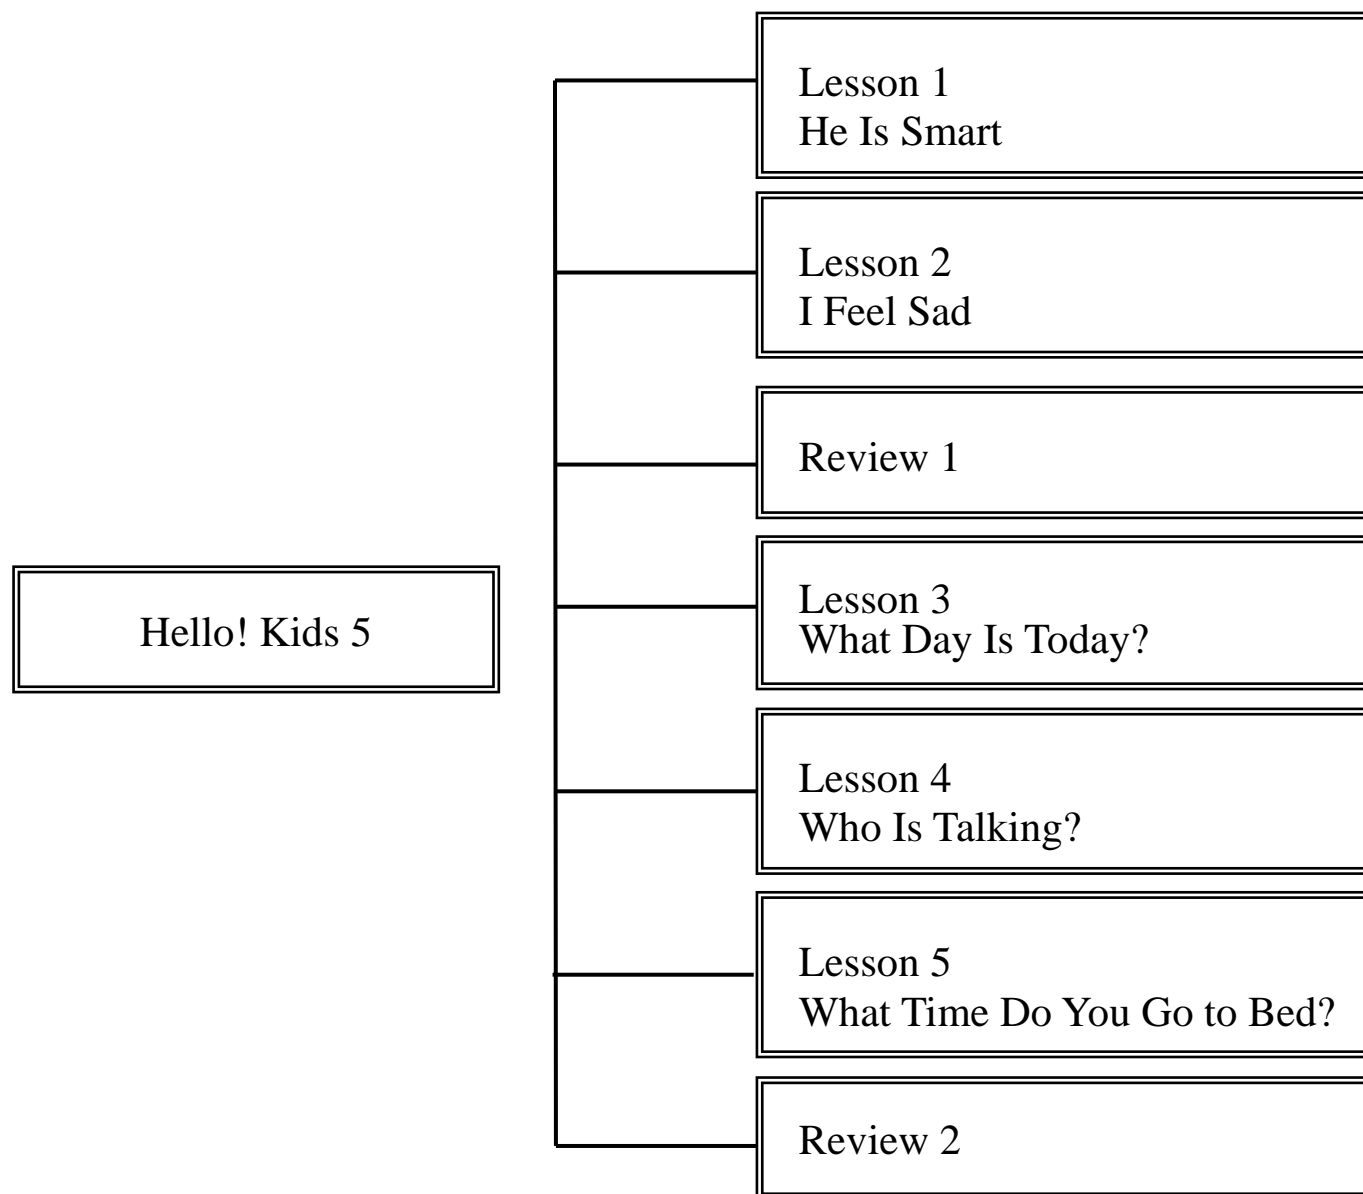 Hello! Kids 5
Lesson 1
He Is Smart
Lesson 2
I Feel Sad
Review 1
Lesson 3
What Day Is Today?
Lesson 4
Who Is Talking?
Lesson 5
What Time Do You Go to Bed?
Review 2